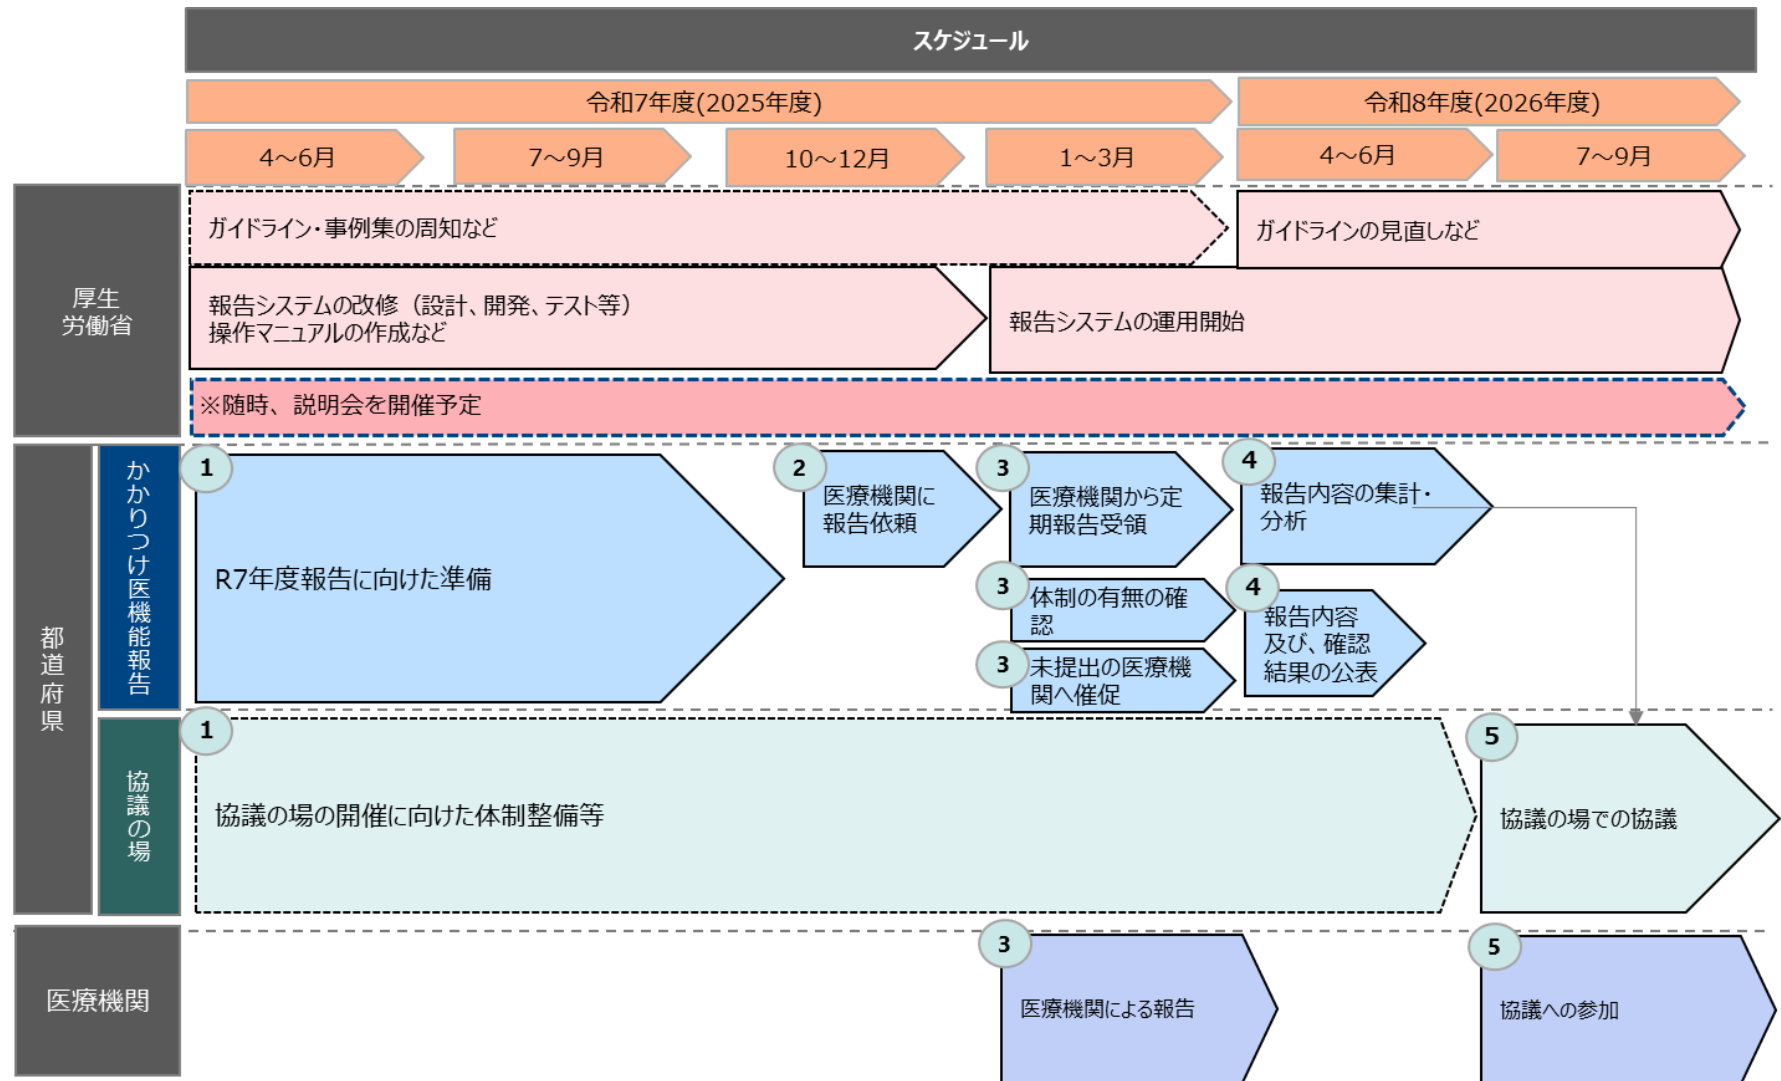 スケジュール
令和7年度(2025年度)
令和8年度(2026年度)
4～6月
7～9月
10～12月
1～3月
4～6月
7～9月
厚生
労働省
ガイドライン・事例集の周知など
ガイドラインの見直しなど
報告システムの改修（設計、開発、テスト等）
操作マニュアルの作成など
報告システムの運用開始
※随時、説明会を開催予定
都道府県
かかりつけ医機能報告
1
R7年度報告に向けた準備
2
医療機関に
報告依頼
3
医療機関から定
期報告受領
4
報告内容の集計・
分析
3
体制の有無の確
認
4
報告内容
及び、確認
結果の公表
3
未提出の医療機
関へ催促
協議の場
1
協議の場の開催に向けた体制整備等
5
協議の場での協議
医療機関
3
医療機関による報告
5
協議への参加